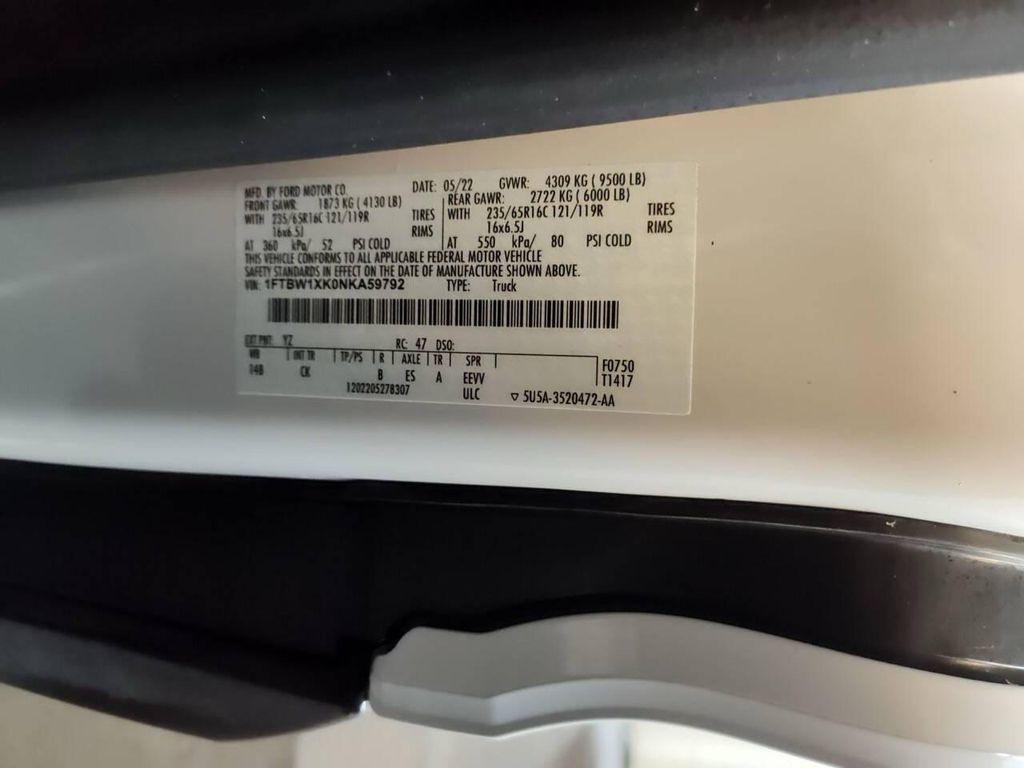 MFD. BY FORD MOTOR CO. DATE: 05/22 GVWR: 4309 KG ( 9500 LB)
FRONT GAWR: 1873 KG ( 4130 LB) REAR GAWR: 2722 KG ( 6000 LB)
WITH 235/65R16C 121/119R TIRES WITH 235/65R16C 121/119R TIRES
16x6.5J RIMS 16x6.5J RIMS
AT 360 kPa/ 52 PSI COLD AT 550 kPa/ 80 PSI COLD
THIS VEHICLE CONFORMS TO ALL APPLICABLE FEDERAL MOTOR VEHICLE
SAFETY STANDARDS IN EFFECT ON THE DATE OF MANUFACTURE SHOWN ABOVE.
VIN: 1FTBW1XK0NKA59792 TYPE: Truck
EXT PNT: YZ RC: 47 DSO:
WB INT TR TP/PS R AXLE TR SPR F0750
148 CK B ES A EEVV T1417
1202205278307 ULC ▽ 5U5A-3520472-AA